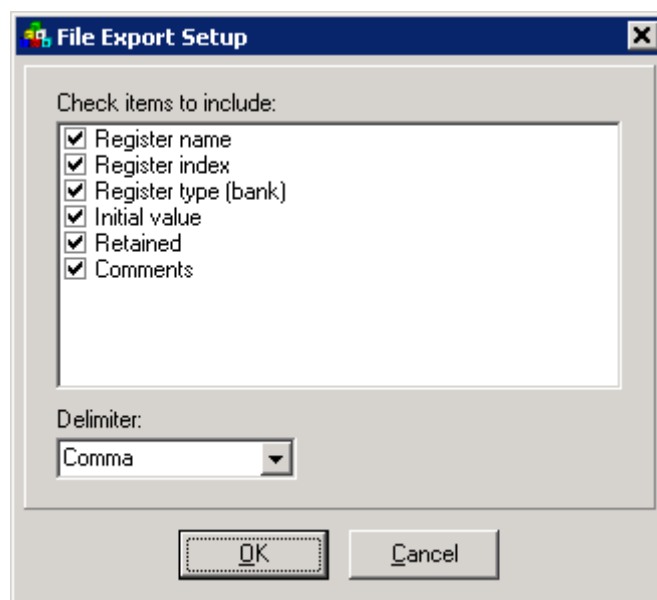 File Export Setup
Check items to include:
Register name
Register index
Register type (bank)
Initial value
Retained
Comments
Delimiter:
Comma
OK
Cancel